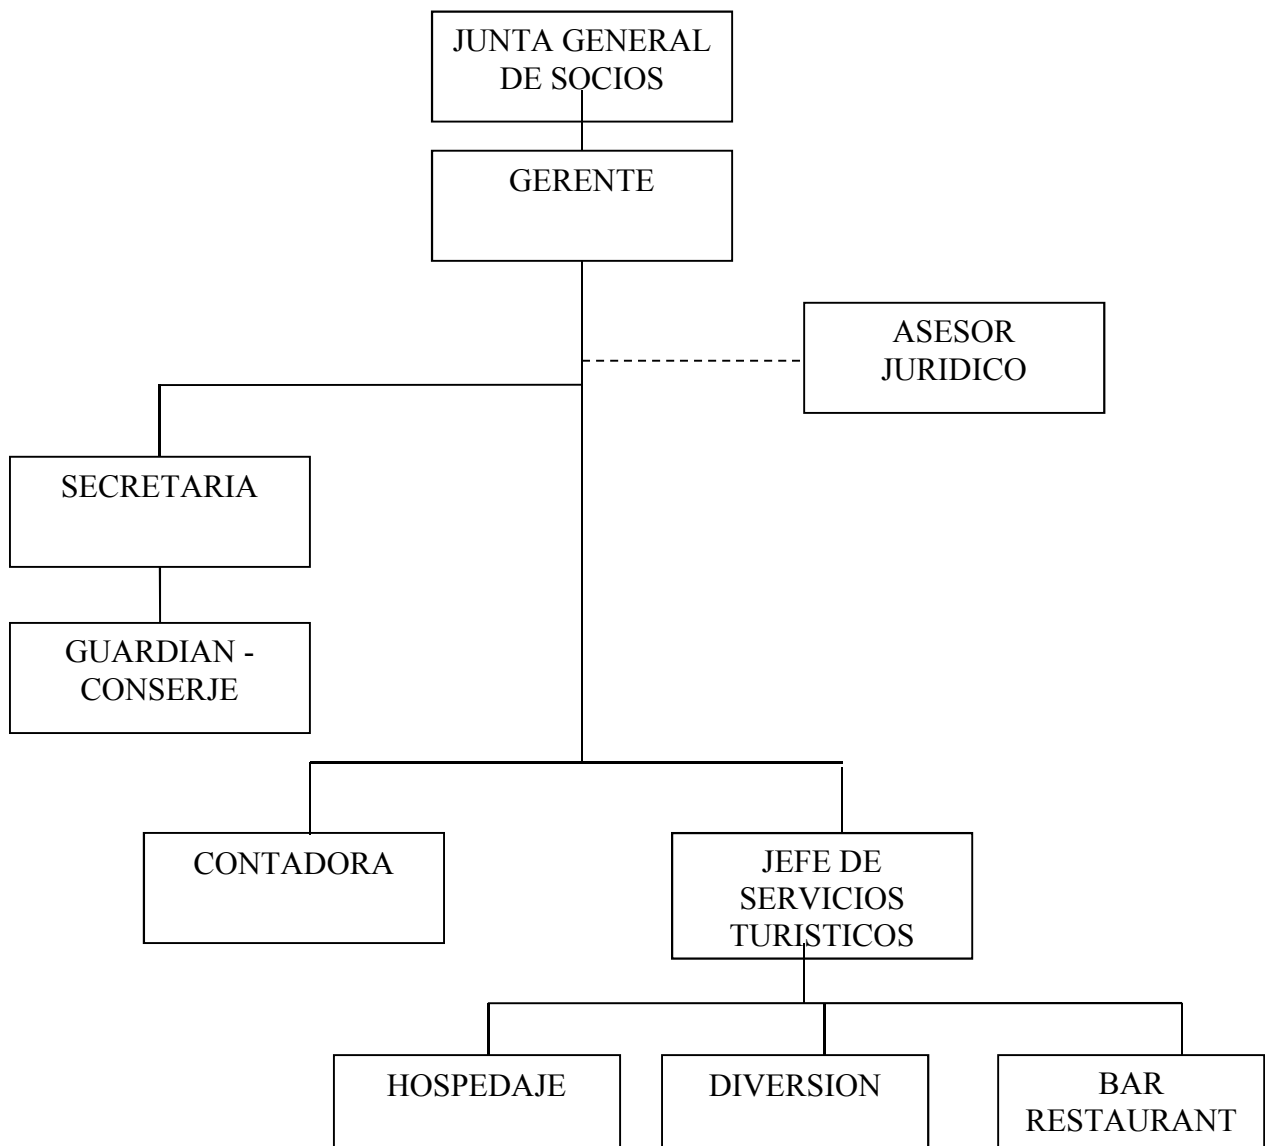 JUNTA GENERAL
DE SOCIOS
GERENTE
ASESOR
JURIDICO
SECRETARIA
GUARDIAN -
CONSERJE
CONTADORA
JEFE DE
SERVICIOS
TURISTICOS
HOSPEDAJE
DIVERSION
BAR
RESTAURANT